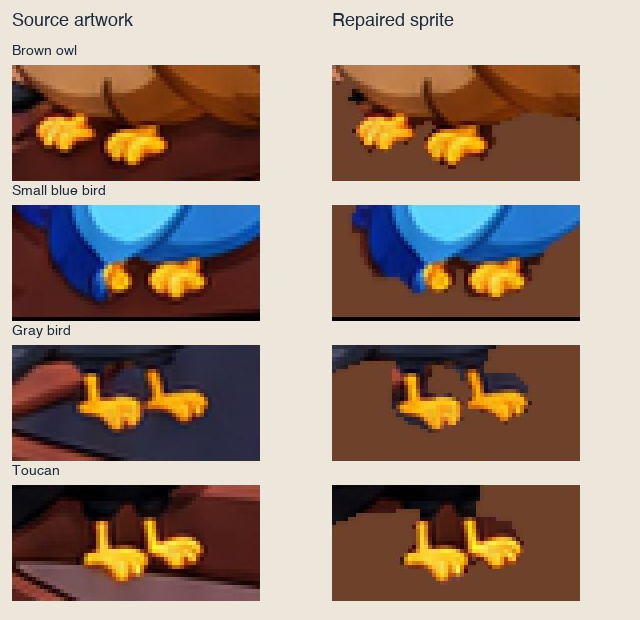 Source artwork
Repaired sprite
Brown owl
Small blue bird
Gray bird
Toucan